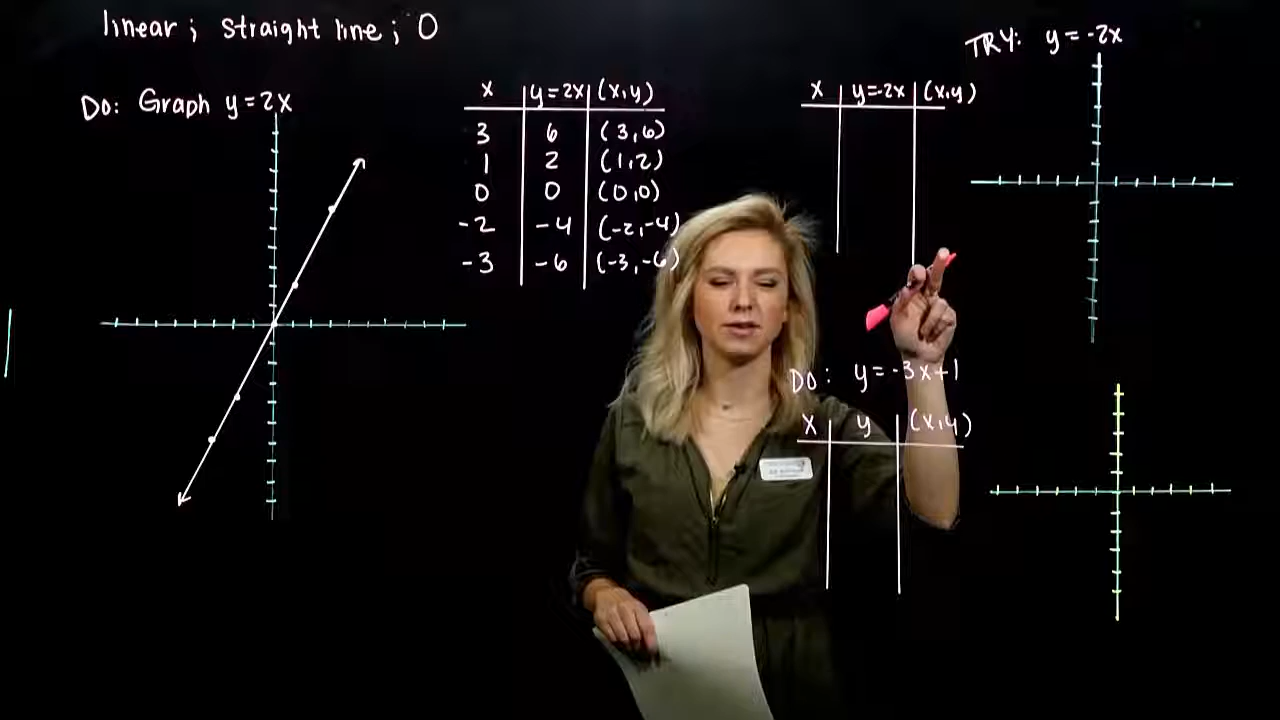 linear ; straight line ; 0
Do: Graph y=2x
x y=2x (x,y)
3 6 (3,6)
1 2 (1,2)
0 0 (0,0)
-2 -4 (-2,-4)
-3 -6 (-3,-6)
x y=-2x (x,y)
TRY: y=-2x
DO: y=-3x+1
x y (x,y)